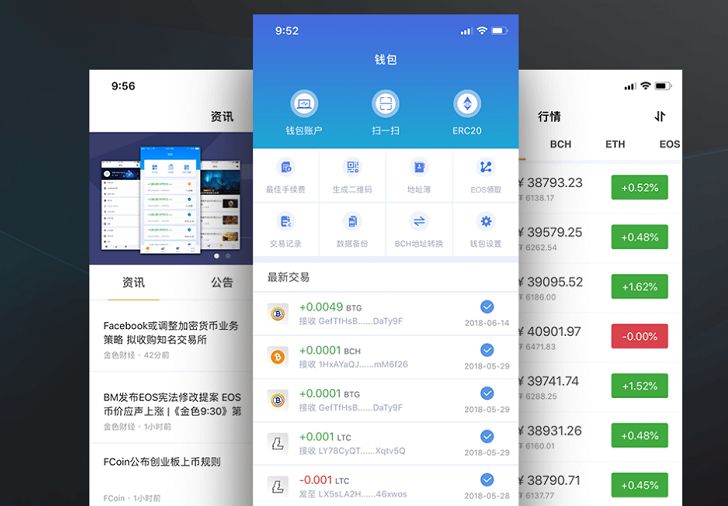 9:56
资讯
资讯
公告
Facebook或调整加密货币业务
策略 拟收购知名交易所
金色财经 · 42分前
BM发布EOS宪法修改提案 EOS
币价应声上涨 |《金色9:30》第
金色财经 · 1小时前
FCoin公布创业板上币规则
FCoin · 1小时前
9:52
钱包
钱包账户
扫一扫
ERC20
最佳手续费
生成二维码
地址簿
EOS领取
交易记录
数据备份
BCH地址转换
钱包设置
最新交易
+0.0049 BTG
接收 GefTfHsB......DaTy9F
2018-06-14
+0.0001 BCH
接收 1HxAYaQJ......mM6f26
2018-05-29
+0.0001 BTG
接收 GefTfHsB......DaTy9F
2018-05-29
+0.001 LTC
接收 LY78CyQT......Xqtv5Q
2018-05-29
-0.001 LTC
发至 LX5sLA2H......46xwos
2018-05-28
行情
BCH ETH EOS
¥ 38793.23
₮ 6138.17
+0.52%
¥ 39579.25
₮ 6262.54
+0.48%
¥ 39095.52
₮ 6186.00
+1.62%
¥ 40901.97
₮ 6471.83
-0.00%
¥ 39741.74
₮ 6288.25
+1.52%
¥ 38931.26
₮ 6160.01
+0.48%
¥ 38790.71
₮ 6137.77
+0.45%